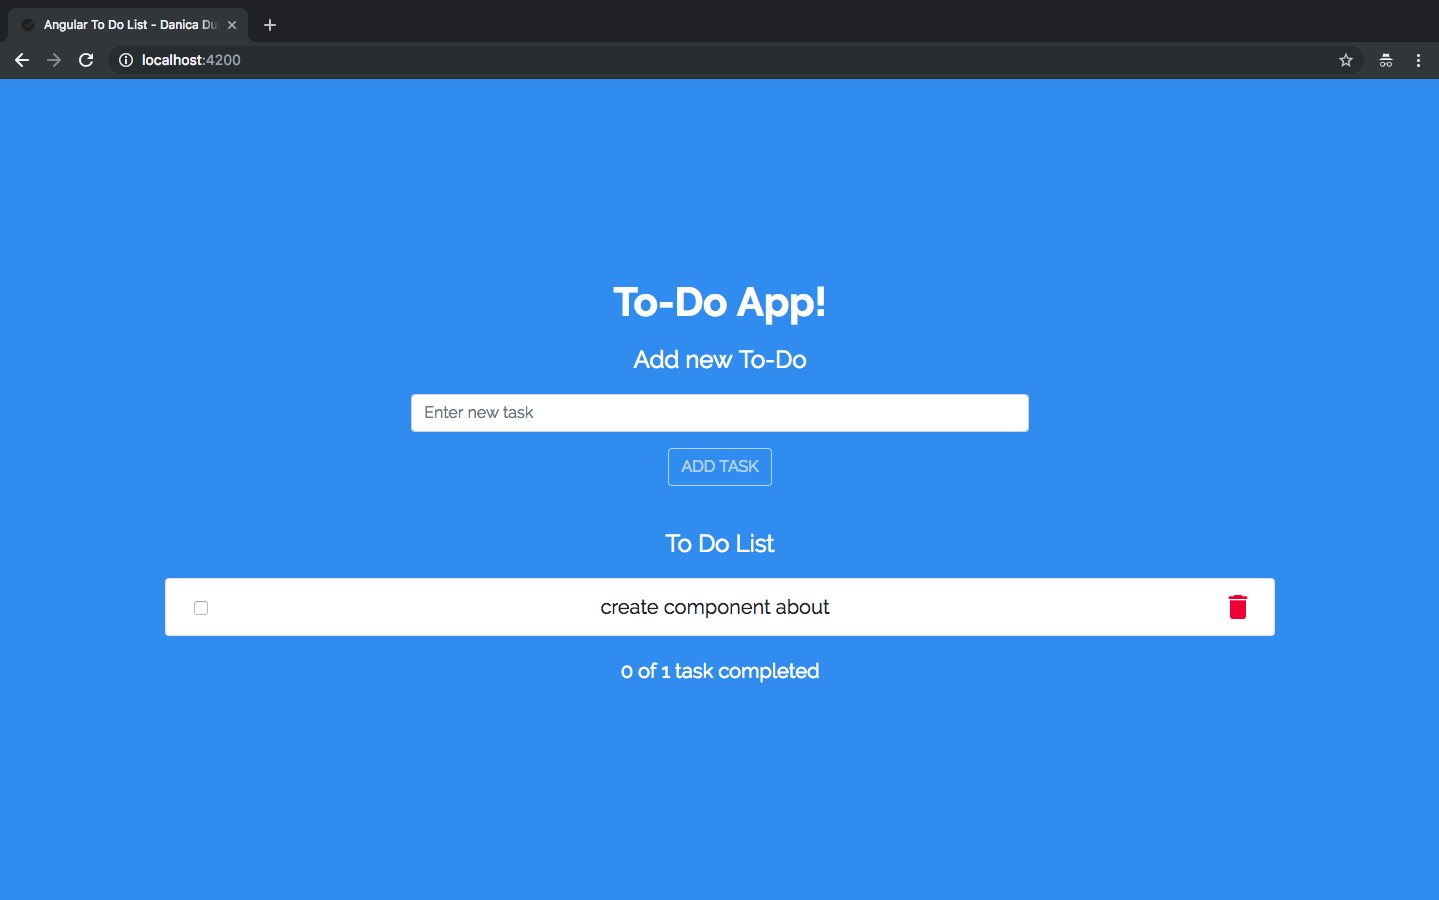 Angular To Do List - Danica Du
localhost:4200
To-Do App!
Add new To-Do
Enter new task
ADD TASK
To Do List
create component about
0 of 1 task completed